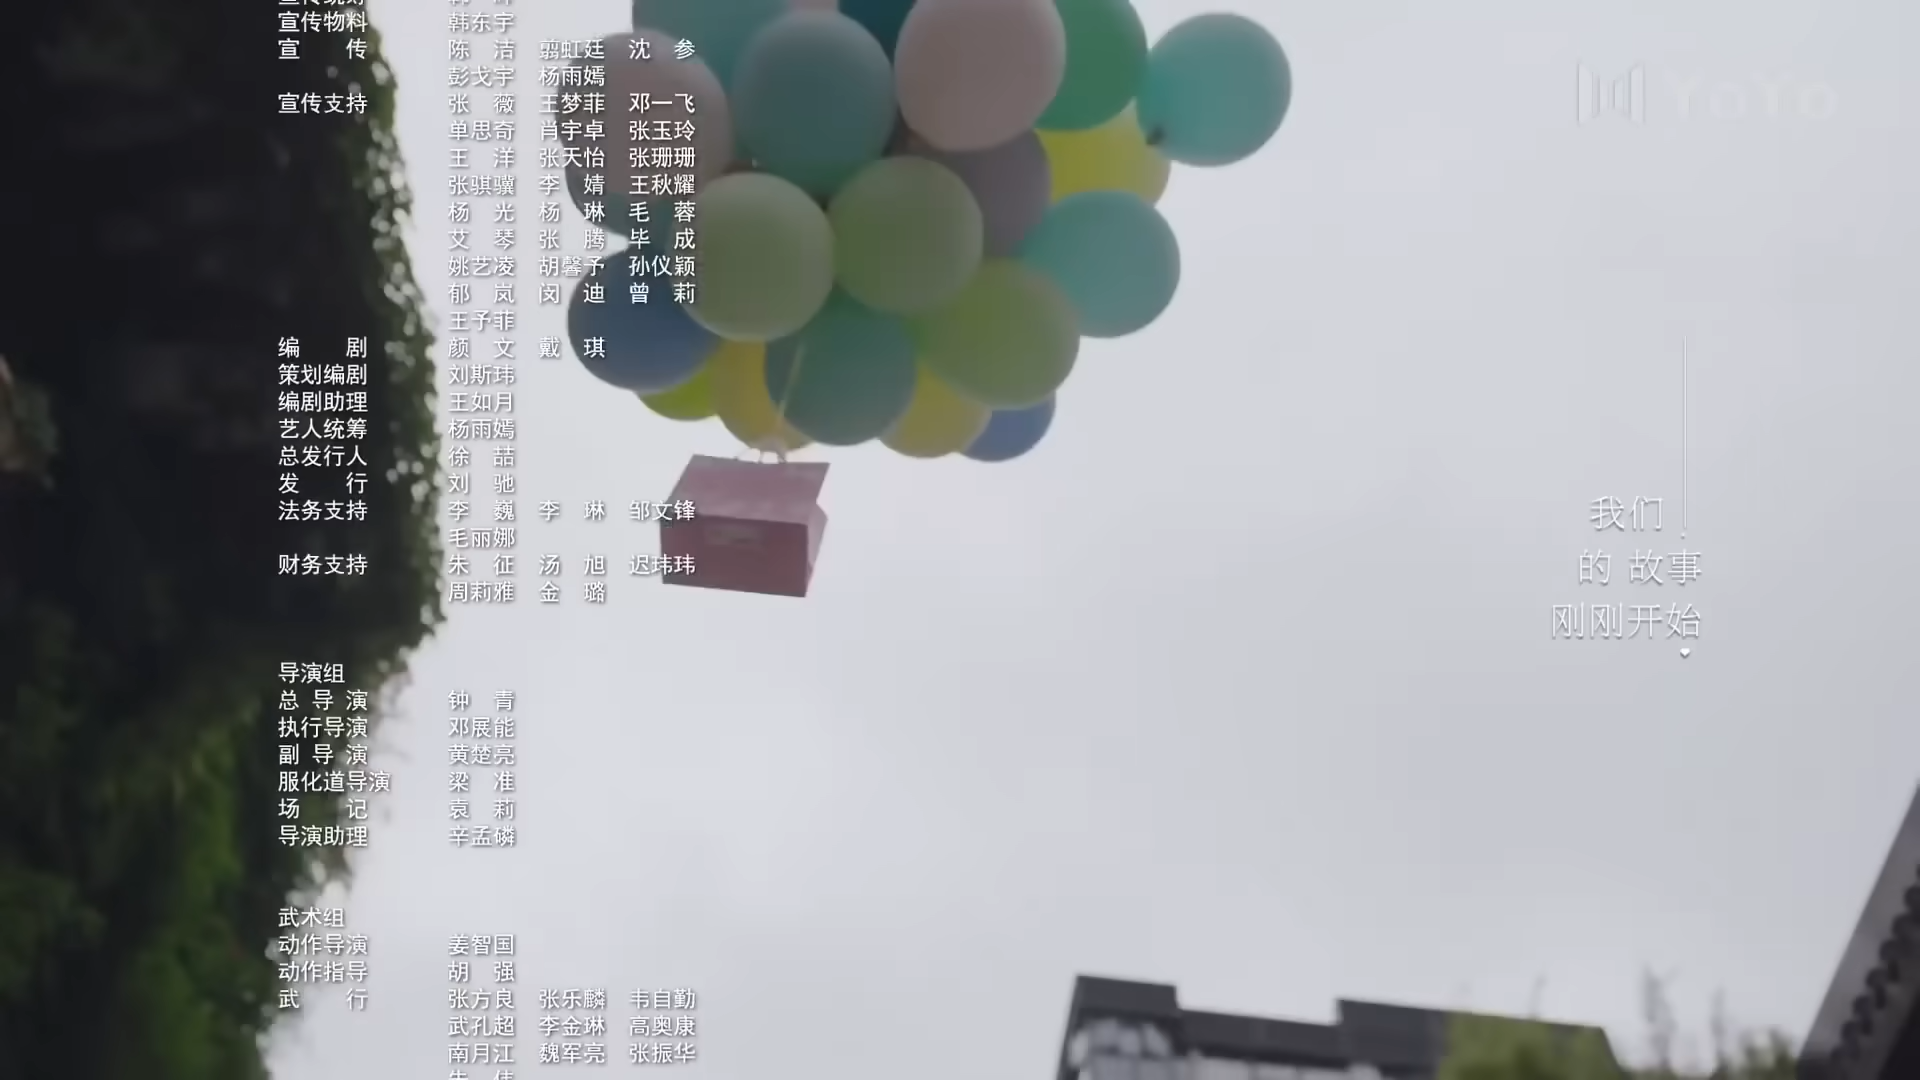 宣传物料 韩东宇
宣 传 陈 洁 翦虹廷 沈 参
彭戈宇 杨雨嫣
宣传支持 张 薇 王梦菲 邓一飞
单思奇 肖宇卓 张玉玲
王 洋 张天怡 张珊珊
张骐骥 李 婧 王秋耀
杨 光 杨 琳 毛 蓉
艾 琴 张 腾 毕 成
姚艺凌 胡馨予 孙仪颖
郁 岚 闵 迪 曾 莉
王予菲
编 剧 颜 文 戴 琪
策划编剧 刘斯玮
编剧助理 王如月
艺人统筹 杨雨嫣
总发行人 徐 喆
发 行 刘 驰
法务支持 李 巍 李 琳 邹文锋
毛丽娜
财务支持 朱 征 汤 旭 迟玮玮
周莉雅 金 璐
导演组
总 导 演 钟 青
执行导演 邓展能
副 导 演 黄楚亮
服化道导演 梁 准
场 记 袁 莉
导演助理 辛孟磷
武术组
动作导演 姜智国
动作指导 胡 强
武 行 张方良 张乐麟 韦自勤
武孔超 李金琳 高奥康
南月江 魏军亮 张振华
YoYo
我们
的 故事
刚刚开始